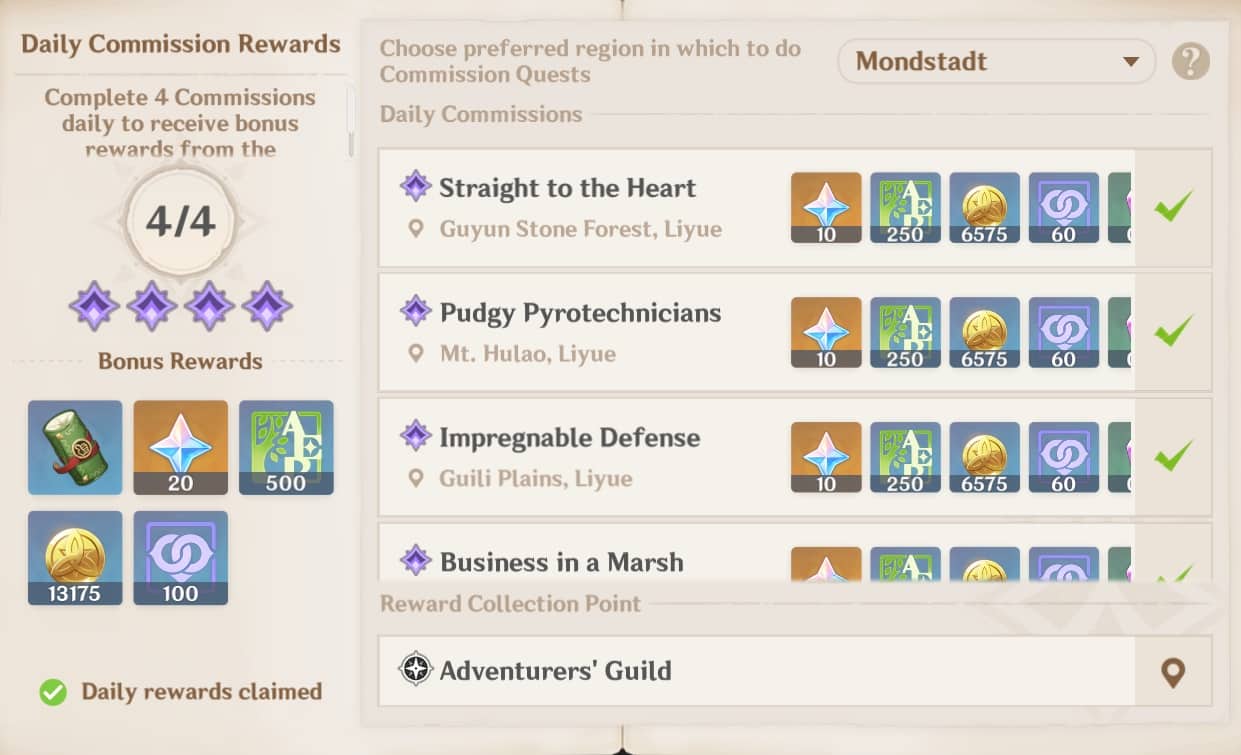 Daily Commission Rewards
Complete 4 Commissions
daily to receive bonus
rewards from the
4/4
Bonus Rewards
20
500
13175
100
Daily rewards claimed
Choose preferred region in which to do
Commission Quests
Mondstadt
?
Daily Commissions
Straight to the Heart
Guyun Stone Forest, Liyue
10 250 6575 60
Pudgy Pyrotechnicians
Mt. Hulao, Liyue
10 250 6575 60
Impregnable Defense
Guili Plains, Liyue
10 250 6575 60
Business in a Marsh
Reward Collection Point
Adventurers' Guild